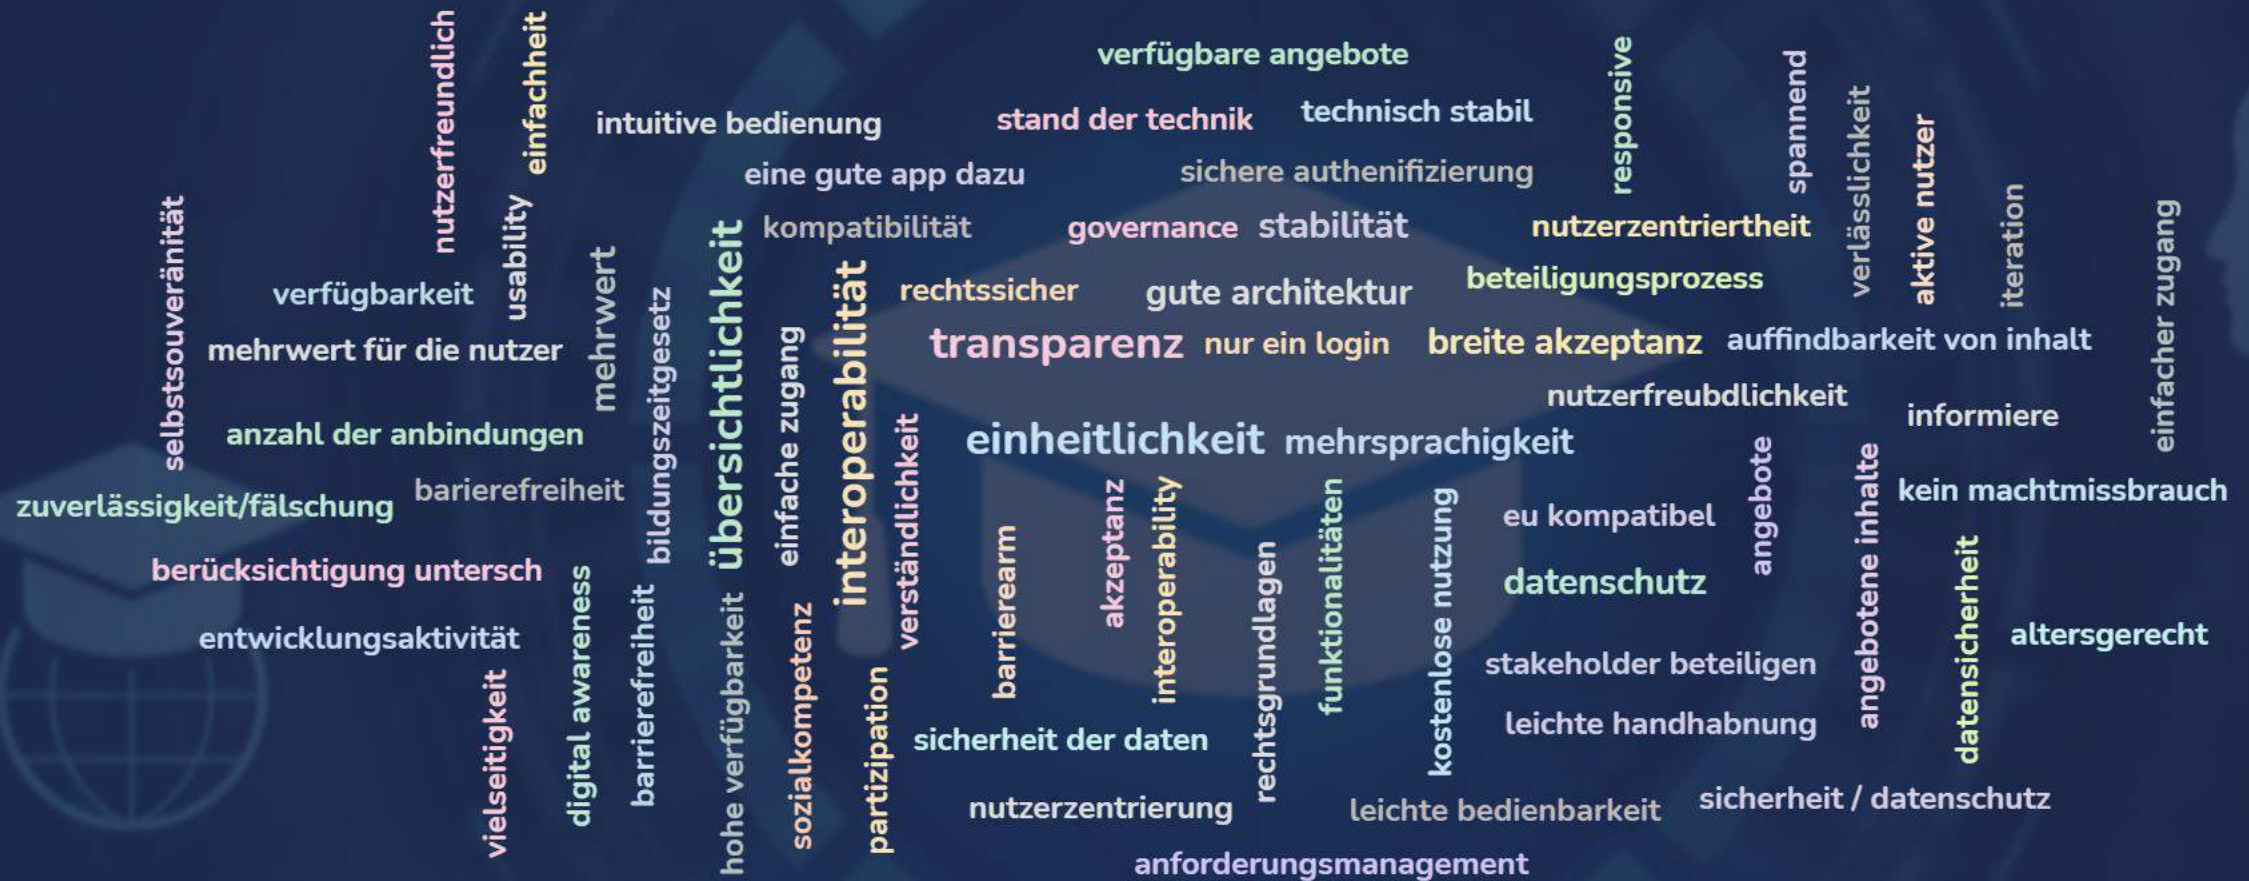 nutzerfreundlich
einfachheit
verfügbare angebote
responsive
spannend
intuitive bedienung
stand der technik
technisch stabil
verlässlichkeit
aktive nutzer
eine gute app dazu
sichere authenifizierung
selbstsouveränität
usability
kompatibilität
governance
stabilität
nutzerzentriertheit
iteration
einfacher zugang
verfügbarkeit
mehrwert
bildungszeitgesetz
übersichtlichkeit
interoperabilität
rechtssicher
gute architektur
beteiligungsprozess
mehrwert für die nutzer
einfache zugang
transparenz
nur ein login
breite akzeptanz
auffindbarkeit von inhalt
nutzerfreubdlichkeit
informiere
anzahl der anbindungen
verständlichkeit
einheitlichkeit
mehrsprachigkeit
angebote
angebotene inhalte
zuverlässigkeit/fälschung
barierefreiheit
kein machtmissbrauch
akzeptanz
interoperability
funktionalitäten
kostenlose nutzung
eu kompatibel
berücksichtigung untersch
barrierearm
rechtsgrundlagen
datenschutz
datensicherheit
entwicklungsaktivität
digital awareness
barrierefreiheit
hohe verfügbarkeit
sozialkompetenz
altersgerecht
stakeholder beteiligen
vielseitigkeit
partizipation
sicherheit der daten
leichte handhabnung
nutzerzentrierung
leichte bedienbarkeit
sicherheit / datenschutz
anforderungsmanagement